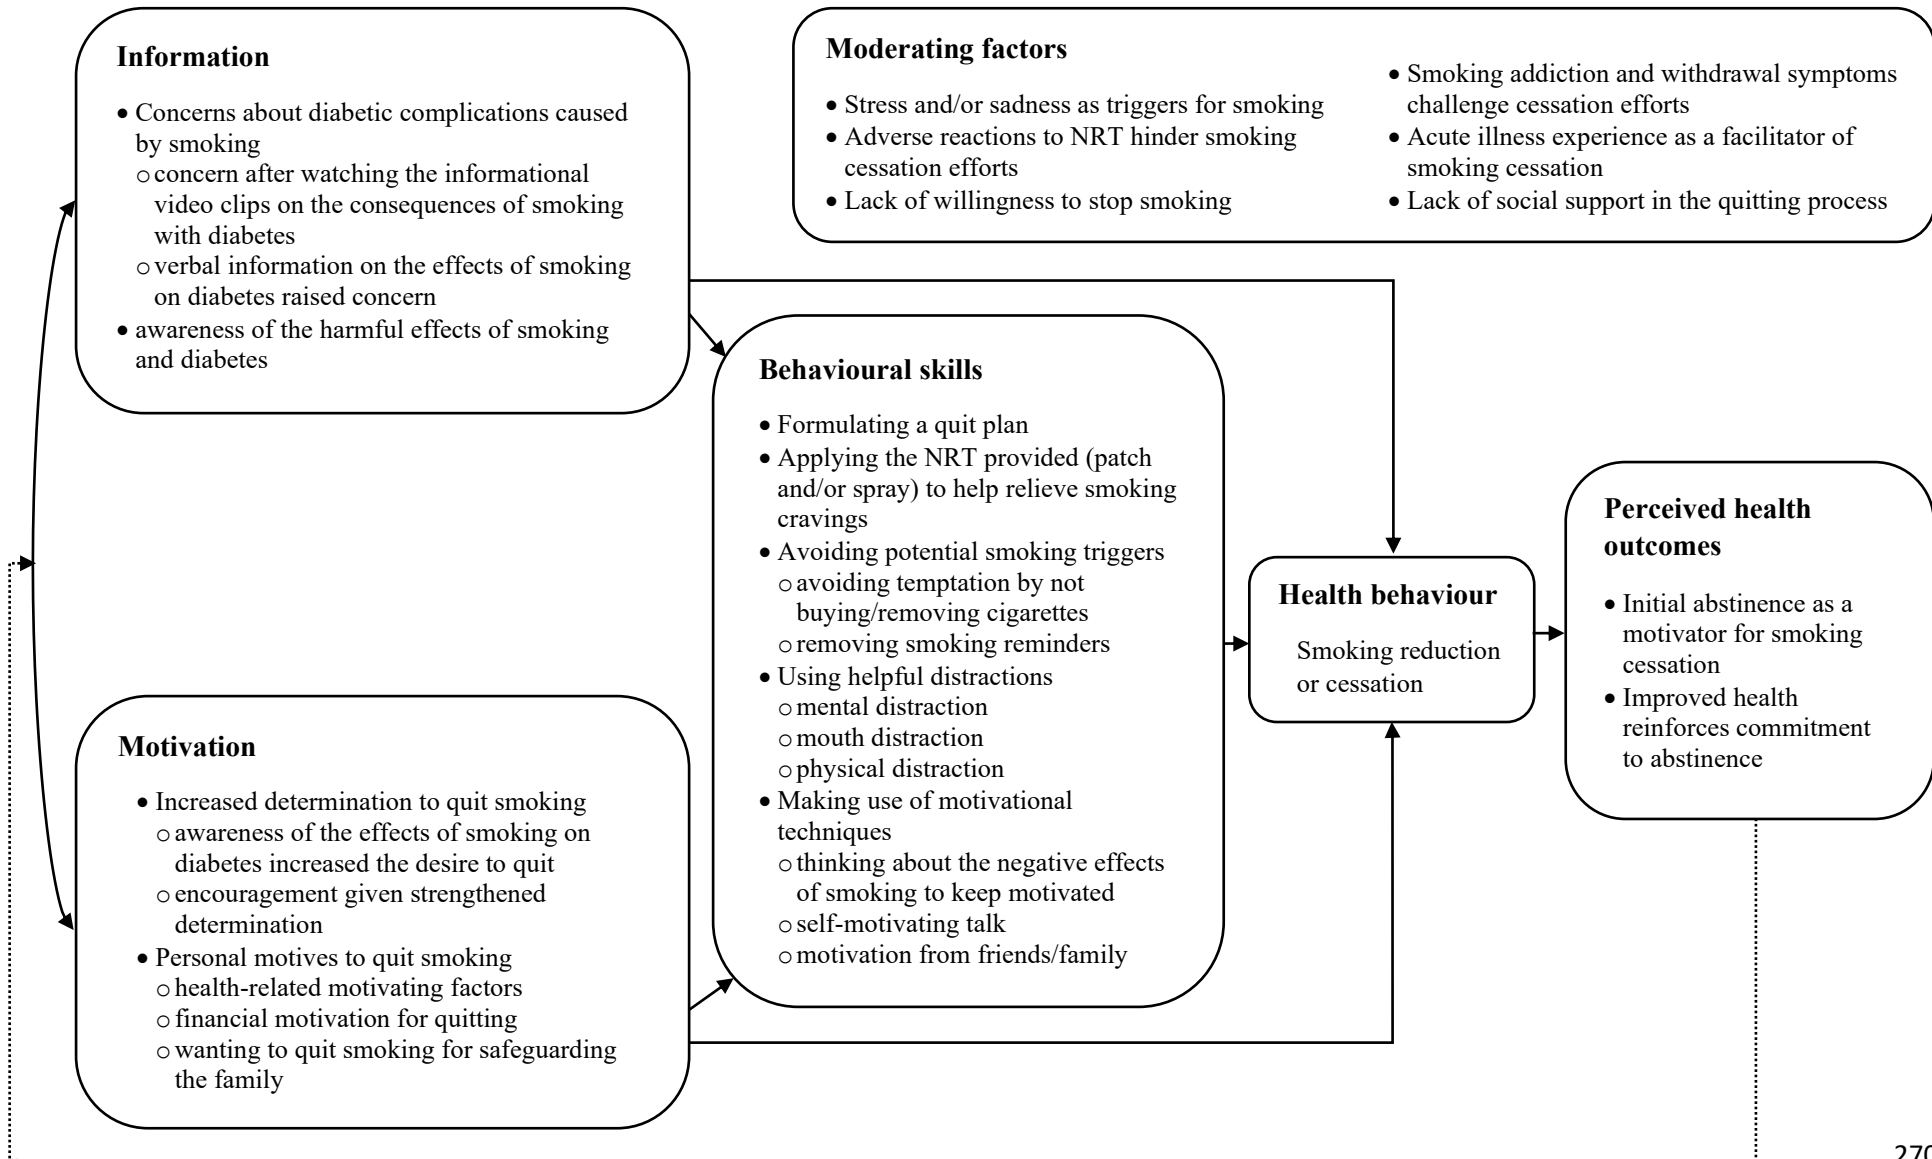 Information
• Concerns about diabetic complications caused
by smoking
○ concern after watching the informational
video clips on the consequences of smoking
with diabetes
○ verbal information on the effects of smoking
on diabetes raised concern
• awareness of the harmful effects of smoking
and diabetes
Moderating factors
• Stress and/or sadness as triggers for smoking
• Adverse reactions to NRT hinder smoking
cessation efforts
• Lack of willingness to stop smoking
• Smoking addiction and withdrawal symptoms
challenge cessation efforts
• Acute illness experience as a facilitator of
smoking cessation
• Lack of social support in the quitting process
Motivation
• Increased determination to quit smoking
○ awareness of the effects of smoking on
diabetes increased the desire to quit
○ encouragement given strengthened
determination
• Personal motives to quit smoking
○ health-related motivating factors
○ financial motivation for quitting
○ wanting to quit smoking for safeguarding
the family
Behavioural skills
• Formulating a quit plan
• Applying the NRT provided (patch
and/or spray) to help relieve smoking
cravings
• Avoiding potential smoking triggers
○ avoiding temptation by not
buying/removing cigarettes
○ removing smoking reminders
• Using helpful distractions
○ mental distraction
○ mouth distraction
○ physical distraction
• Making use of motivational
techniques
○ thinking about the negative effects
of smoking to keep motivated
○ self-motivating talk
○ motivation from friends/family
Health behaviour
Smoking reduction
or cessation
Perceived health
outcomes
• Initial abstinence as a
motivator for smoking
cessation
• Improved health
reinforces commitment
to abstinence
270